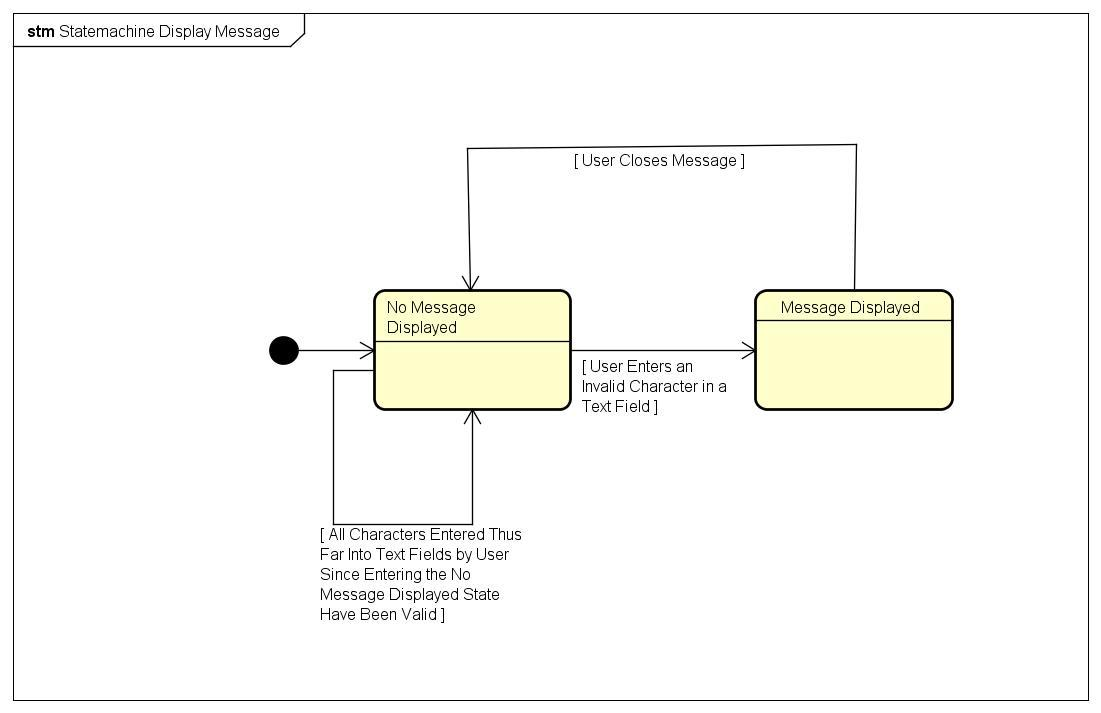 stm Statemachine Display Message
[ User Closes Message ]
No Message
Displayed
Message Displayed
[ User Enters an
Invalid Character in a
Text Field ]
[ All Characters Entered Thus
Far Into Text Fields by User
Since Entering the No
Message Displayed State
Have Been Valid ]